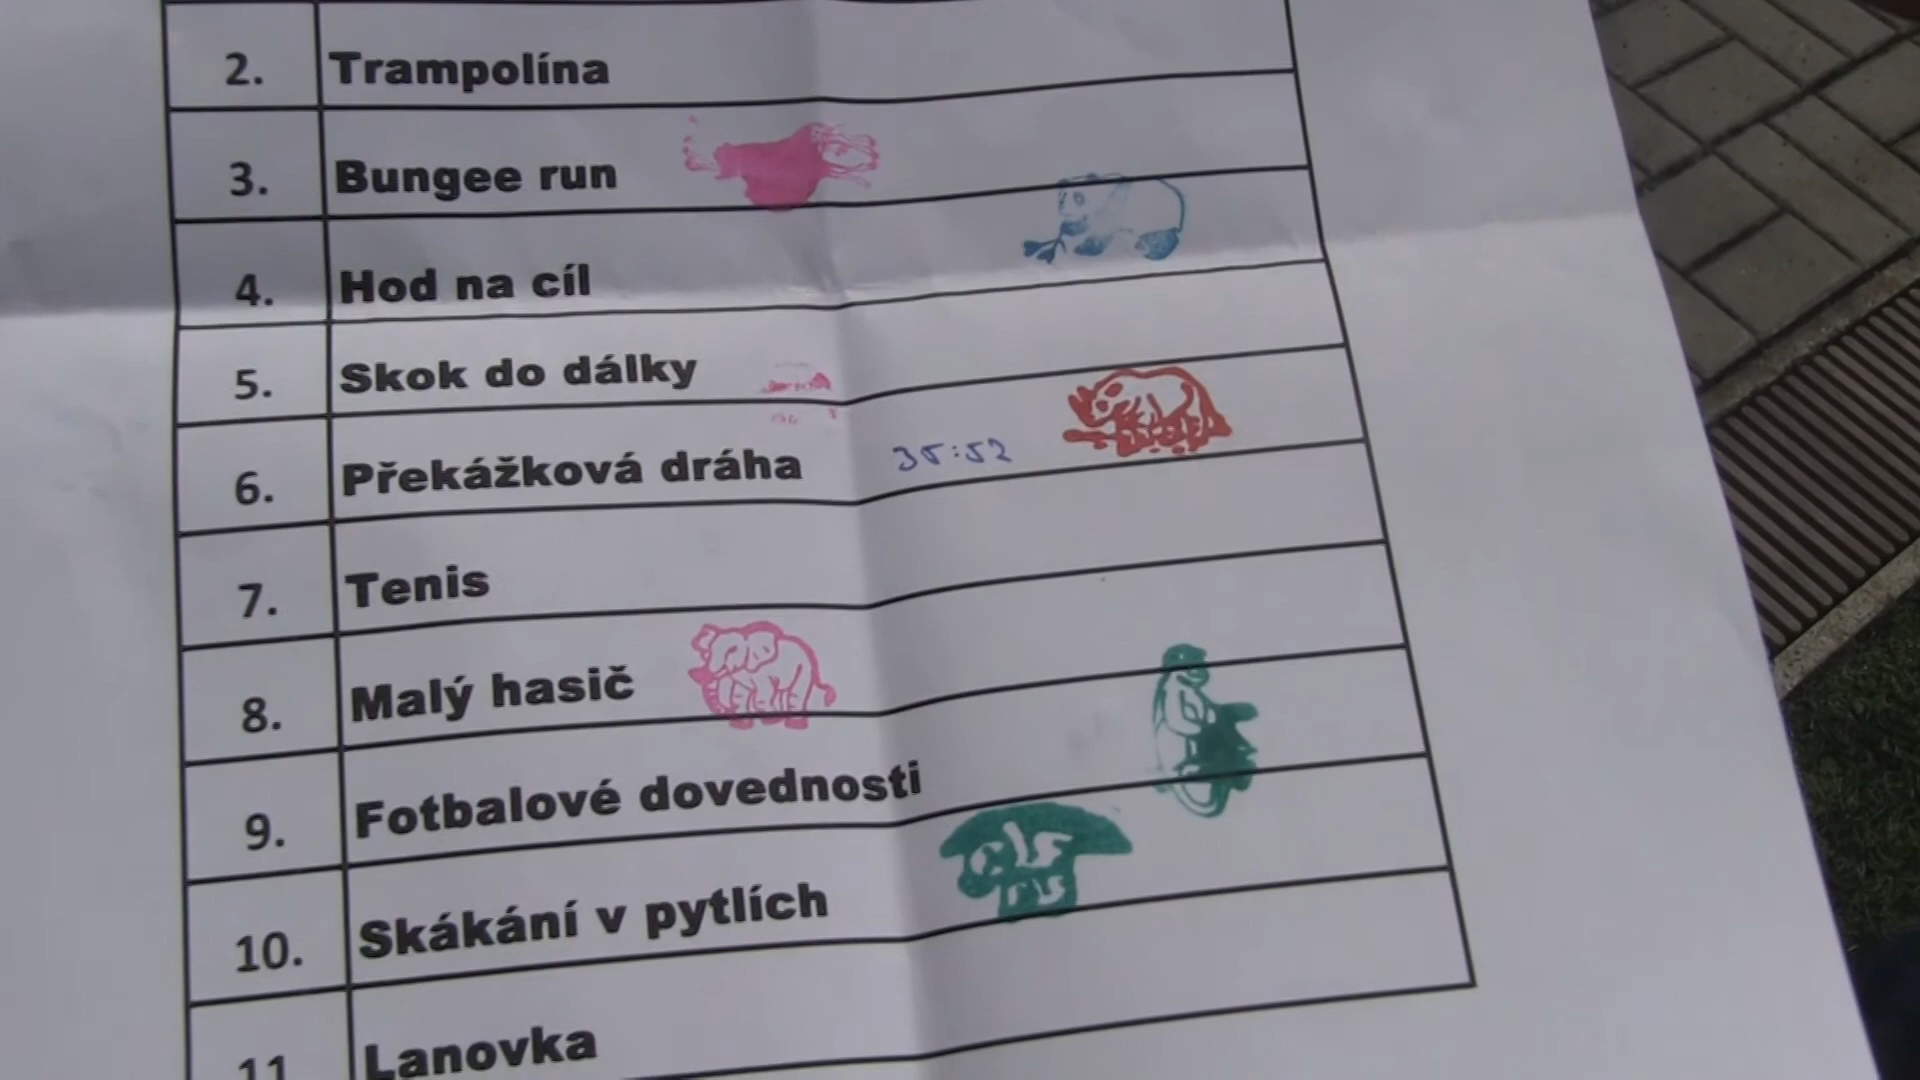 2. Trampolína
3. Bungee run
4. Hod na cíl
5. Skok do dálky
6. Překážková dráha 35:52
7. Tenis
8. Malý hasič
9. Fotbalové dovednosti
10. Skákání v pytlích
11 Lanovka